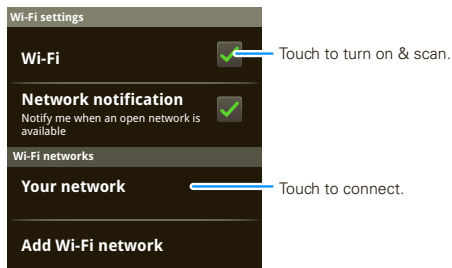 Wi-Fi settings
Wi-Fi
Touch to turn on & scan.
Network notification
Notify me when an open network is
available
Wi-Fi networks
Your network
Touch to connect.
Add Wi-Fi network